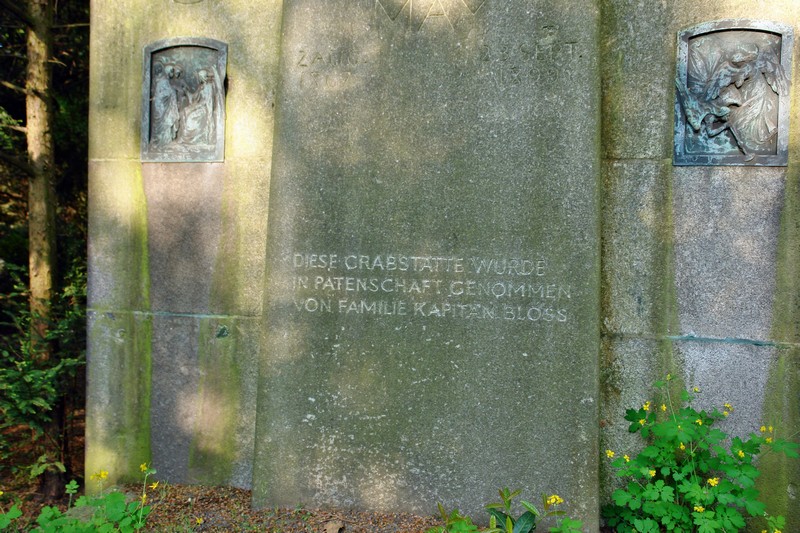 DIESE GRABSTÄTTE WURDE
IN PATENSCHAFT GENOMMEN
VON FAMILIE KAPITÄN BLOSS